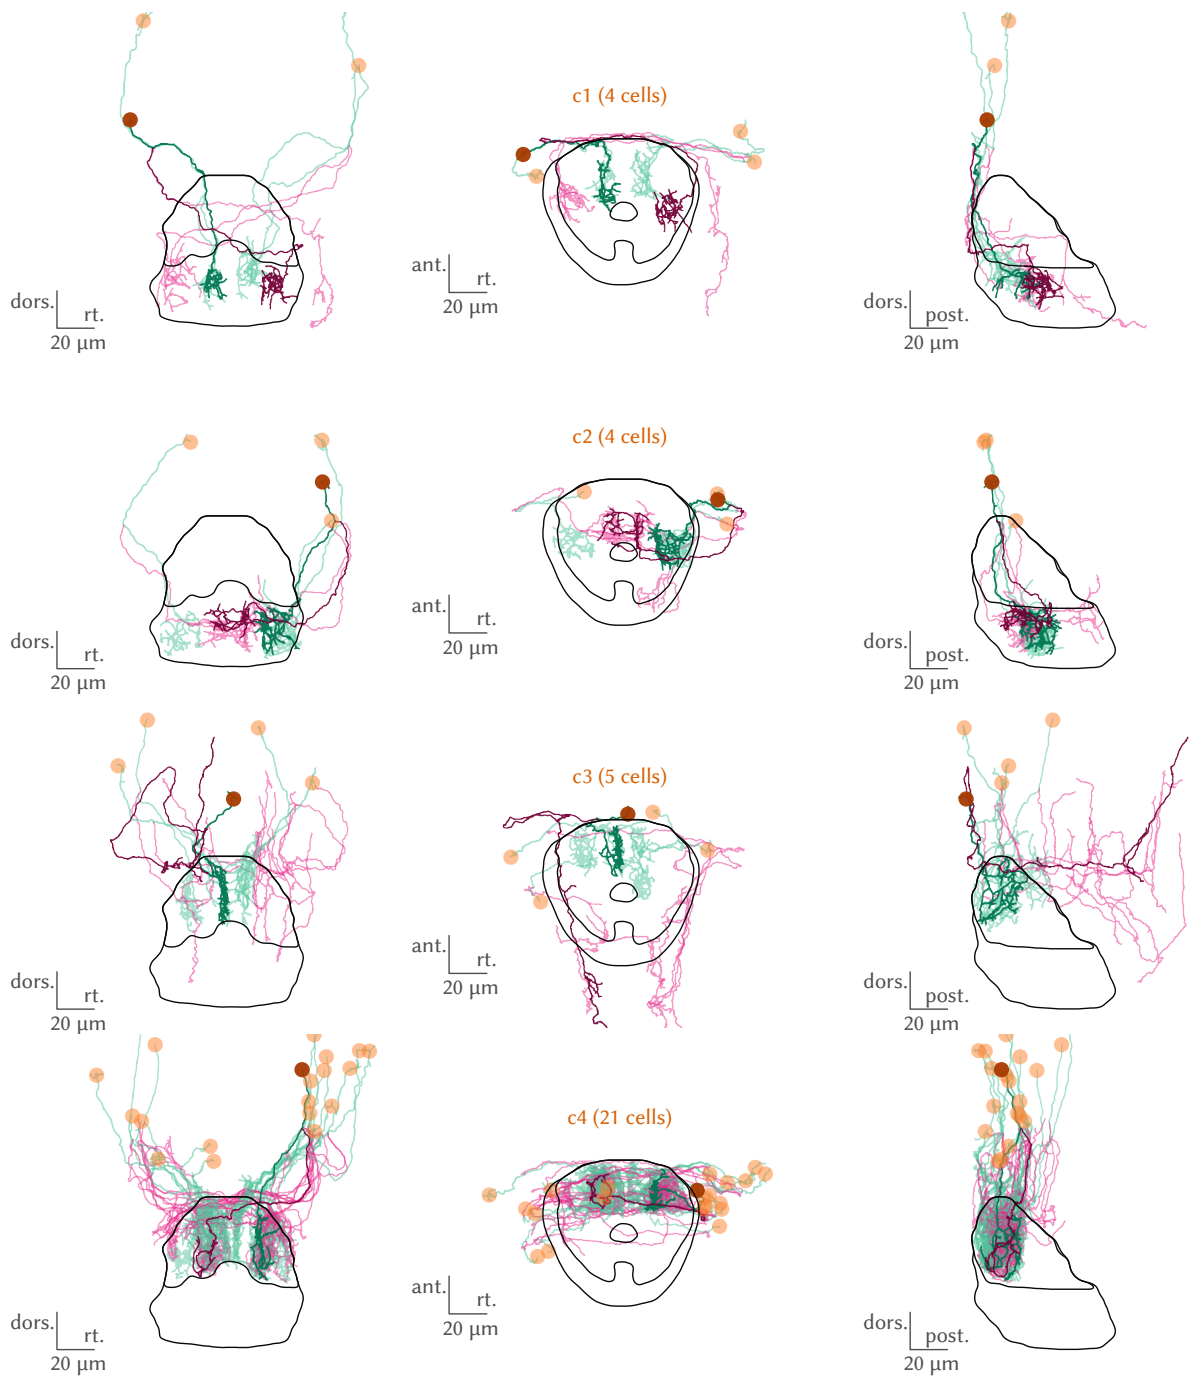 c1 (4 cells)
dors.
rt.
20 µm
ant.
rt.
20 µm
dors.
post.
20 µm
c2 (4 cells)
dors.
rt.
20 µm
ant.
rt.
20 µm
dors.
post.
20 µm
c3 (5 cells)
dors.
rt.
20 µm
ant.
rt.
20 µm
dors.
post.
20 µm
c4 (21 cells)
dors.
rt.
20 µm
ant.
rt.
20 µm
dors.
post.
20 µm